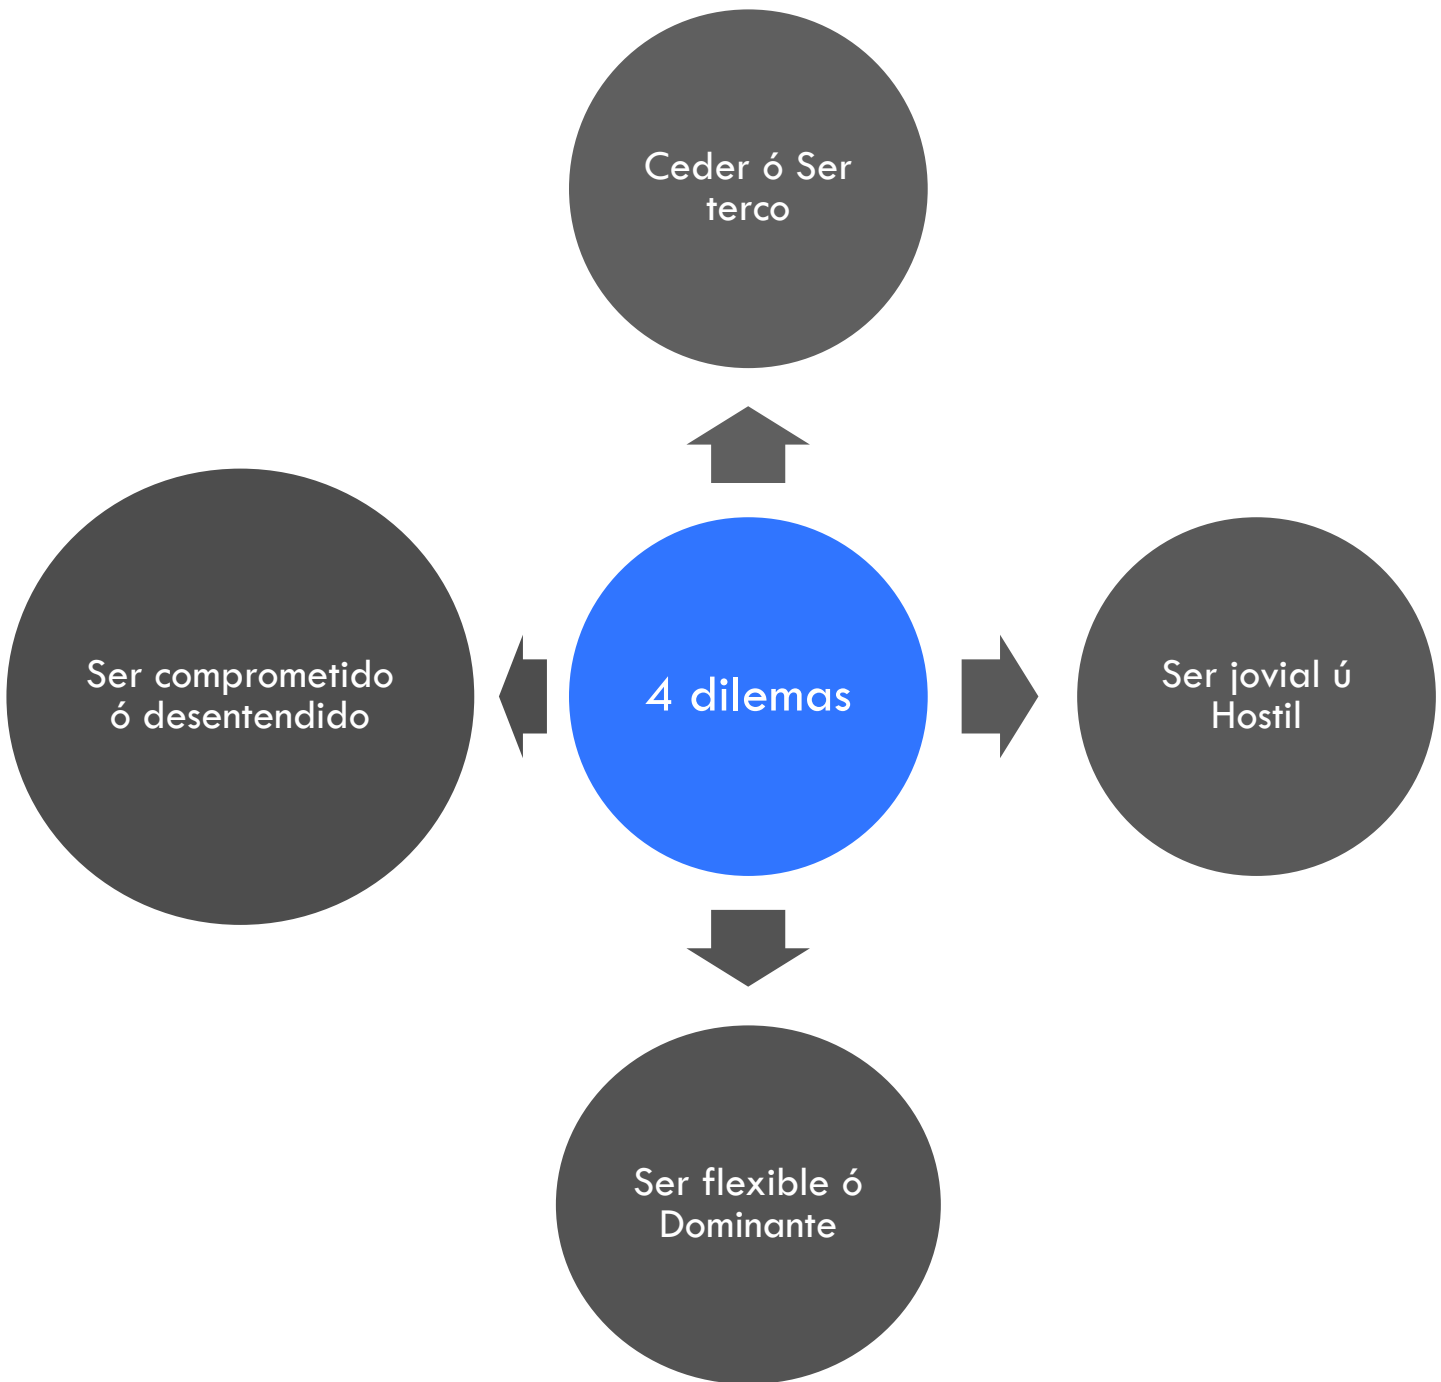 Ceder ó Ser
terco
Ser comprometido
ó desentendido
4 dilemas
Ser jovial ú
Hostil
Ser flexible ó
Dominante